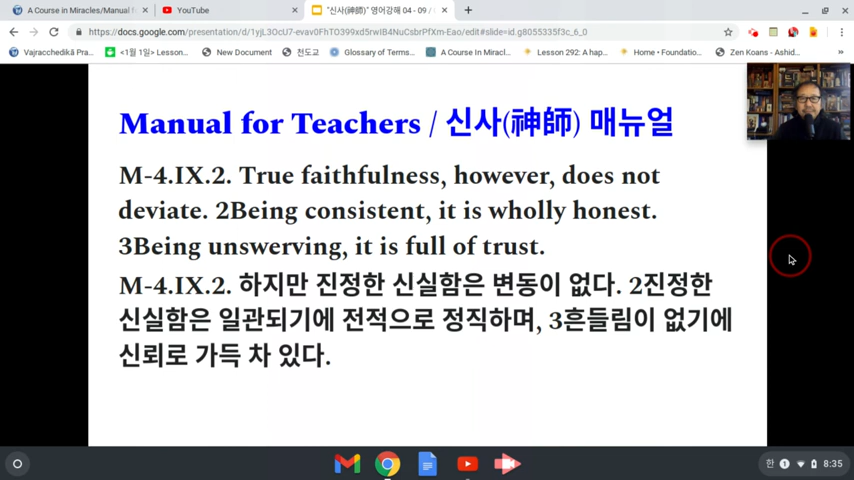 A Course in Miracles/Manual f
YouTube
"신사(神師)" 영어강해 04 - 09 /
https://docs.google.com/presentation/d/1yjL3OcU7-evav0FhTO399xd5rwIB4NuCsbrPfXm-Eao/edit#slide=id.g8055335f3c_6_0
Vajracchedikā Pra...
<1월 1일> Lesson...
New Document
천도교
Glossary of Terms...
A Course In Miracl...
Lesson 292: A hap...
Home • Foundatio...
Zen Koans - Ashid...
Manual for Teachers / 신사(神師) 매뉴얼
M-4.IX.2. True faithfulness, however, does not
deviate. 2Being consistent, it is wholly honest.
3Being unswerving, it is full of trust.
M-4.IX.2. 하지만 진정한 신실함은 변동이 없다. 2진정한
신실함은 일관되기에 전적으로 정직하며, 3흔들림이 없기에
신뢰로 가득 차 있다.
한
1
8:35